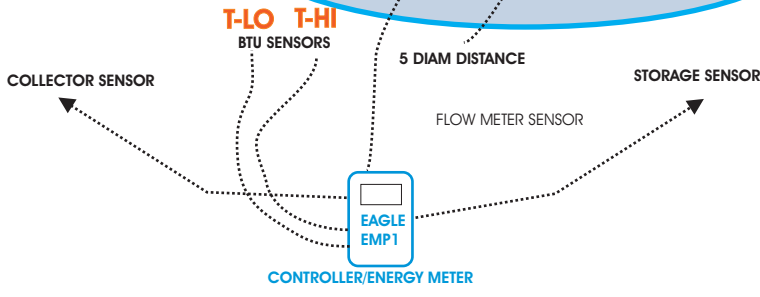 T-LO T-HI
BTU SENSORS
5 DIAM DISTANCE
COLLECTOR SENSOR
STORAGE SENSOR
FLOW METER SENSOR
EAGLE
EMP1
CONTROLLER/ENERGY METER